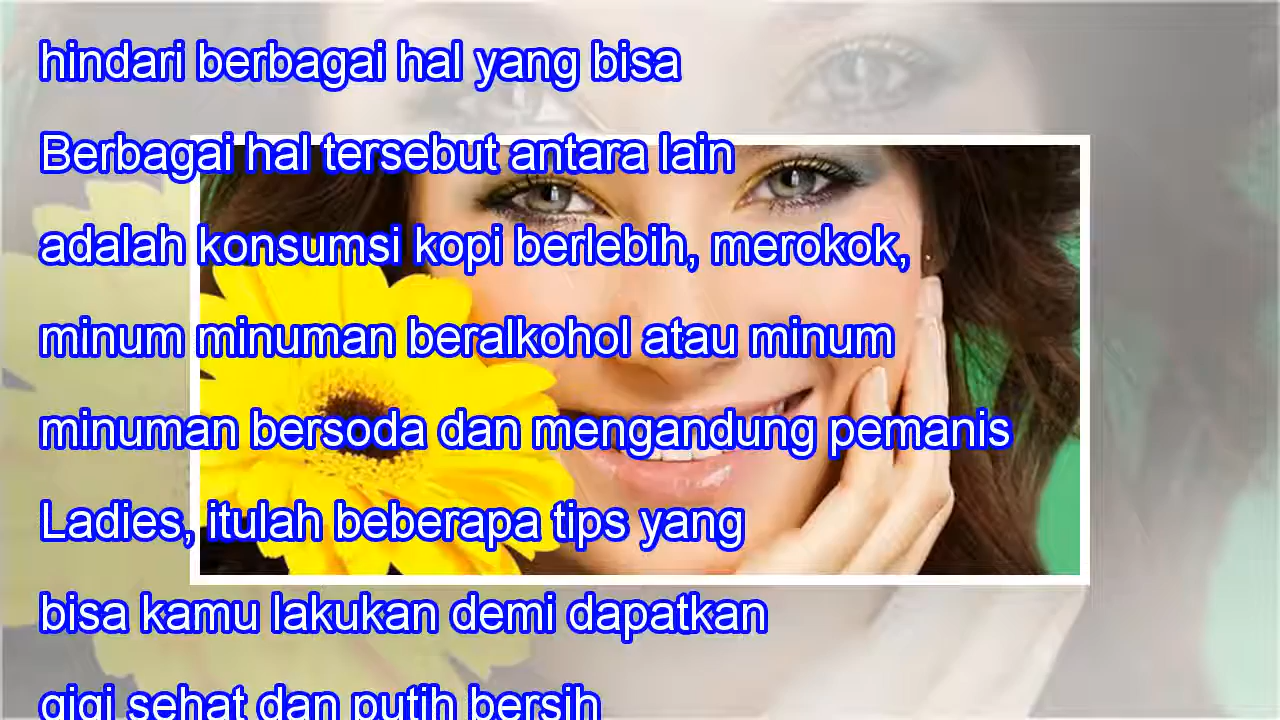 hindari berbagai hal yang bisa
Berbagai hal tersebut antara lain
adalah konsumsi kopi berlebih, merokok,
minum minuman beralkohol atau minum
minuman bersoda dan mengandung pemanis
Ladies, itulah beberapa tips yang
bisa kamu lakukan demi dapatkan
gigi sehat dan putih bersih